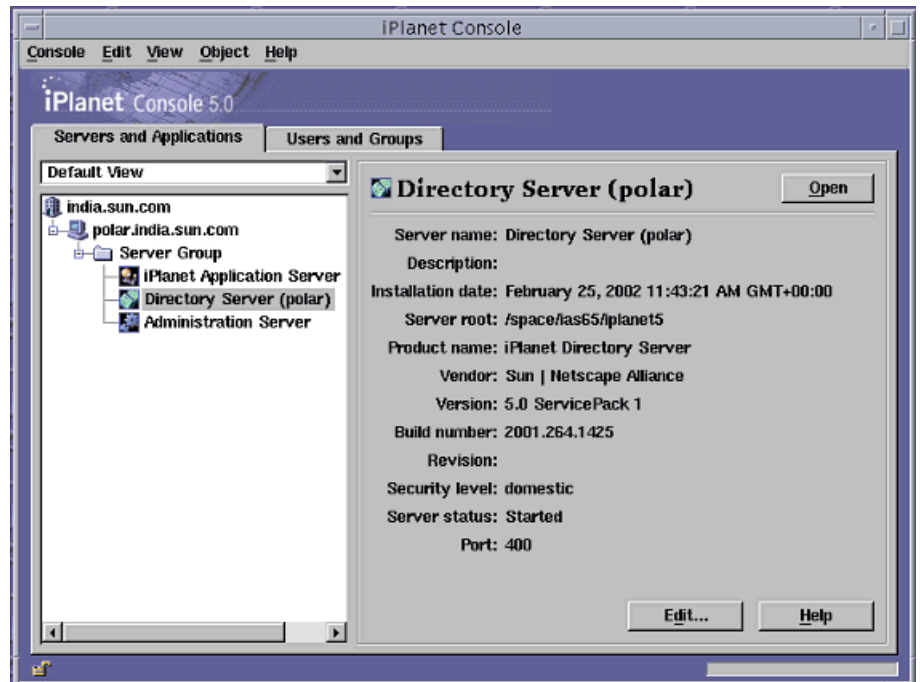 iPlanet Console
Console Edit View Object Help
iPlanet Console 5.0
Servers and Applications
Users and Groups
Default View
india.sun.com
polar.india.sun.com
Server Group
iPlanet Application Server
Directory Server (polar)
Administration Server
Directory Server (polar)
Open
Server name: Directory Server (polar)
Description:
Installation date: February 25, 2002 11:43:21 AM GMT+00:00
Server root: /space/ias65/iplanet5
Product name: iPlanet Directory Server
Vendor: Sun | Netscape Alliance
Version: 5.0 ServicePack 1
Build number: 2001.264.1425
Revision:
Security level: domestic
Server status: Started
Port: 400
Edit...
Help